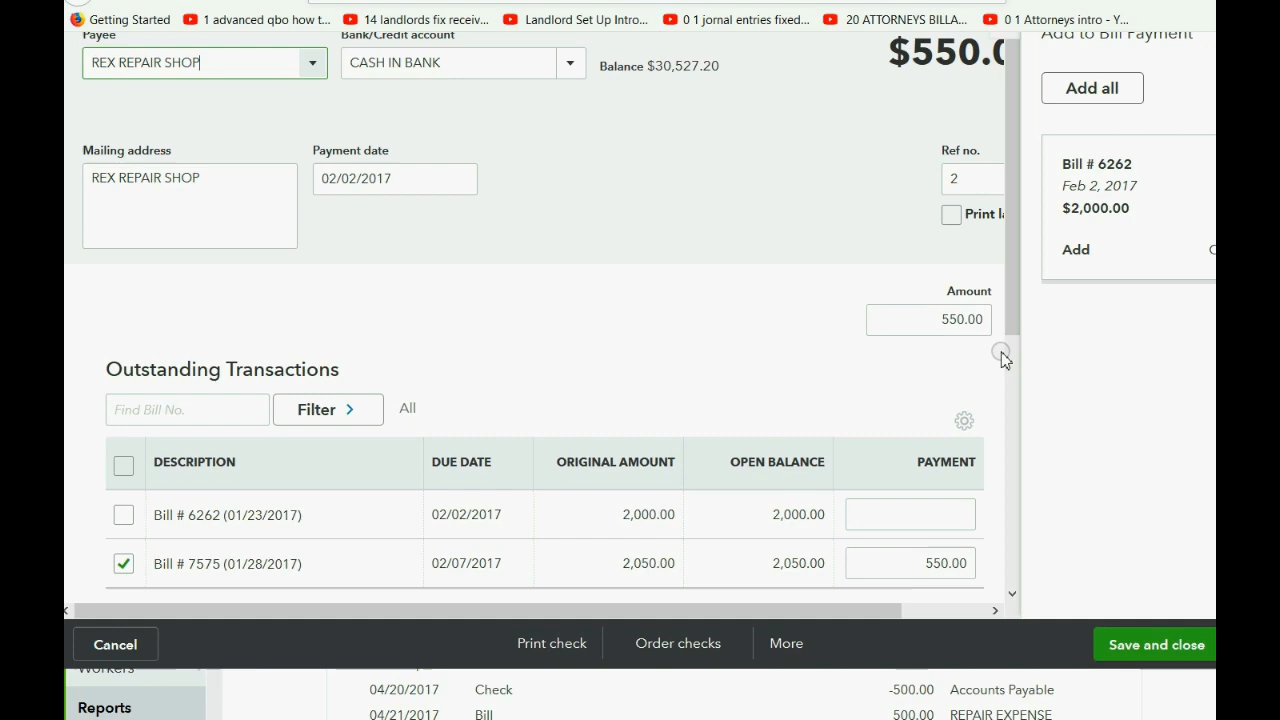 Getting Started 1 advanced qbo how t... 14 landlords fix receiv... Landlord Set Up Intro... 0 1 jornal entries fixed... 20 ATTORNEYS BILLA... 0 1 Attorneys intro - Y...
Payee Bank/Credit account
REX REPAIR SHOP CASH IN BANK Balance $30,527.20 $550.0
Add to Bill Payment
Add all
Mailing address Payment date Ref no.
REX REPAIR SHOP 02/02/2017 2
Print la
Bill # 6262
Feb 2, 2017
$2,000.00
Add
Amount
550.00
Outstanding Transactions
Find Bill No. Filter > All
DESCRIPTION DUE DATE ORIGINAL AMOUNT OPEN BALANCE PAYMENT
Bill # 6262 (01/23/2017) 02/02/2017 2,000.00 2,000.00
Bill # 7575 (01/28/2017) 02/07/2017 2,050.00 2,050.00 550.00
Cancel Print check Order checks More Save and close
Workers
04/20/2017 Check -500.00 Accounts Payable
Reports
04/21/2017 Bill 500.00 REPAIR EXPENSE